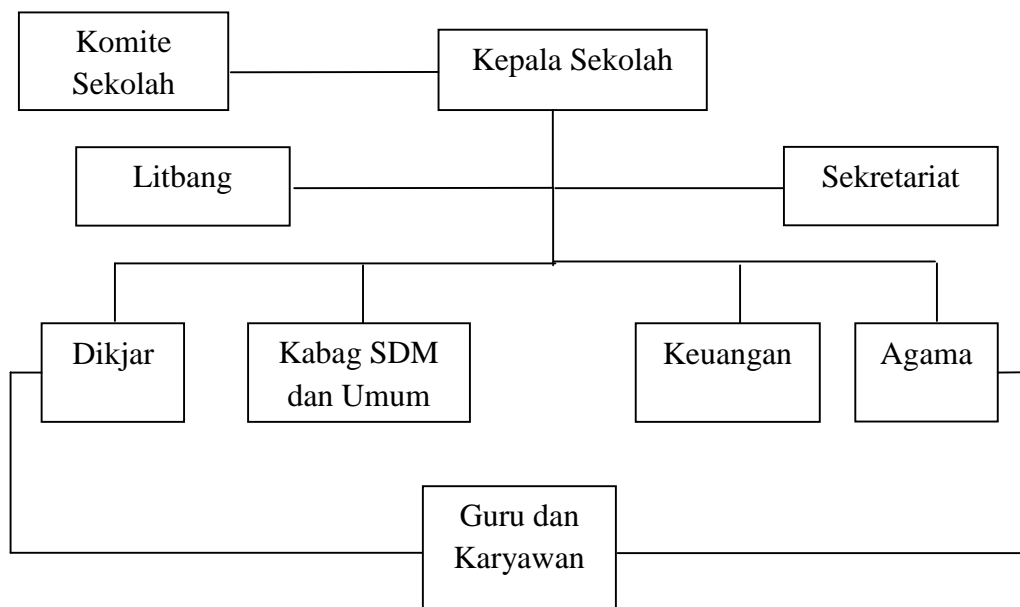 Komite
Sekolah
Kepala Sekolah
Litbang
Sekretariat
Dikjar
Kabag SDM
dan Umum
Keuangan
Agama
Guru dan
Karyawan